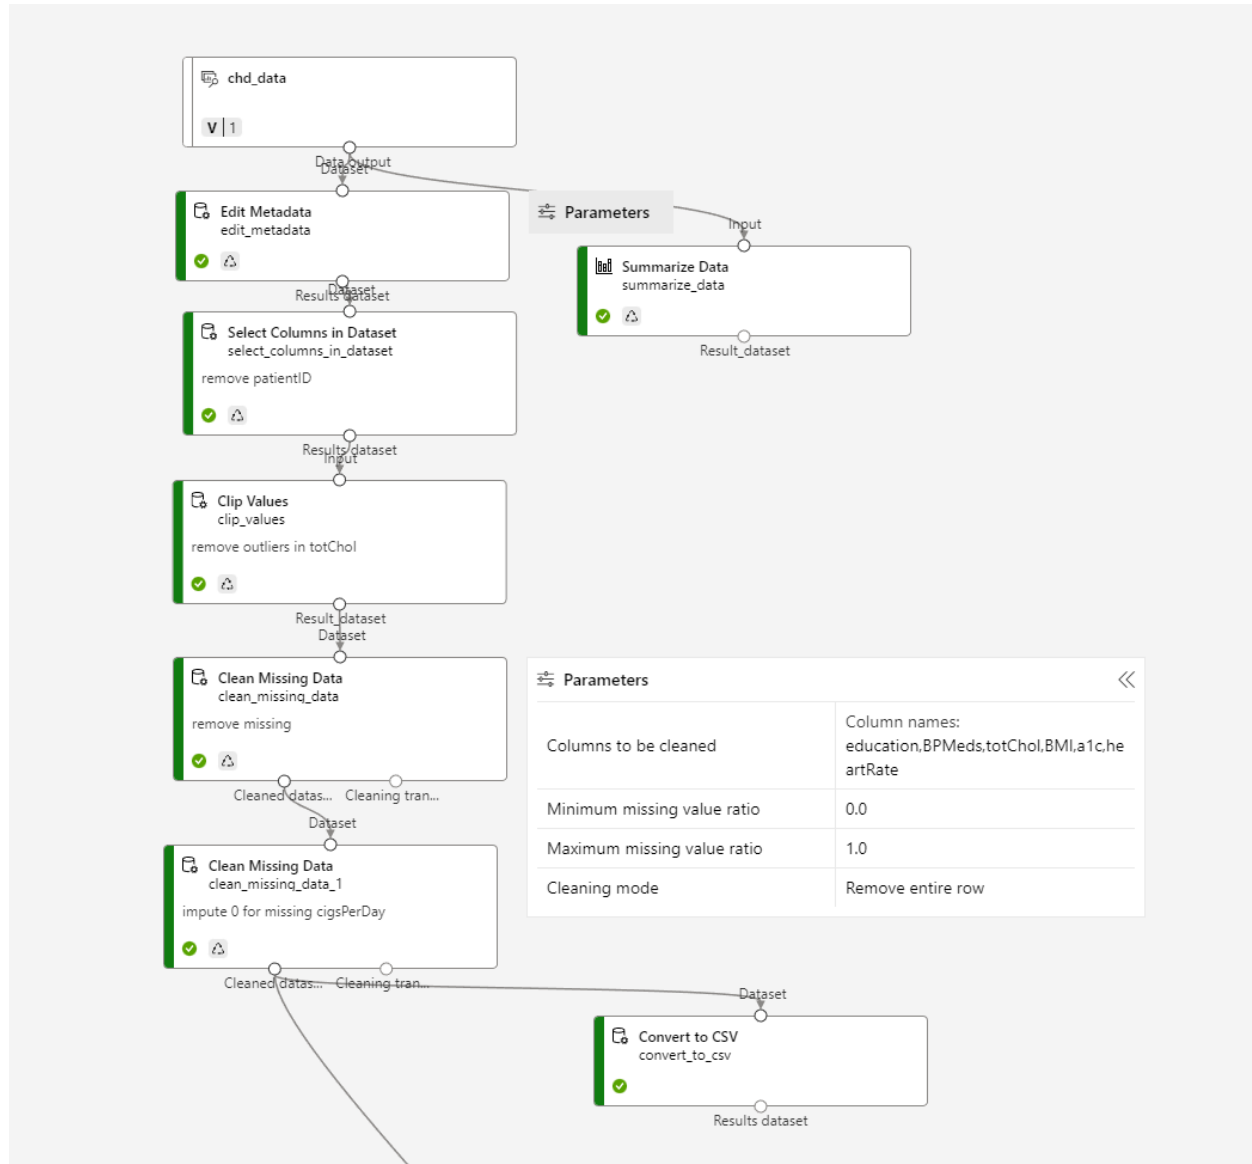 chd_data
V | 1
Data output
Dataset
Edit Metadata
edit_metadata
Parameters
Input
Summarize Data
summarize_data
Result_dataset
Dataset
Results dataset
Select Columns in Dataset
select_columns_in_dataset
remove patientID
Results dataset
Input
Clip Values
clip_values
remove outliers in totChol
Result_dataset
Dataset
Clean Missing Data
clean_missing_data
remove missing
Cleaned datas...
Cleaning tran...
Parameters
Columns to be cleaned
Column names:
education,BPMeds,totChol,BMI,a1c,he
artRate
Minimum missing value ratio
0.0
Maximum missing value ratio
1.0
Cleaning mode
Remove entire row
Dataset
Clean Missing Data
clean_missing_data_1
impute 0 for missing cigsPerDay
Cleaned datas...
Cleaning tran...
Dataset
Convert to CSV
convert_to_csv
Results dataset